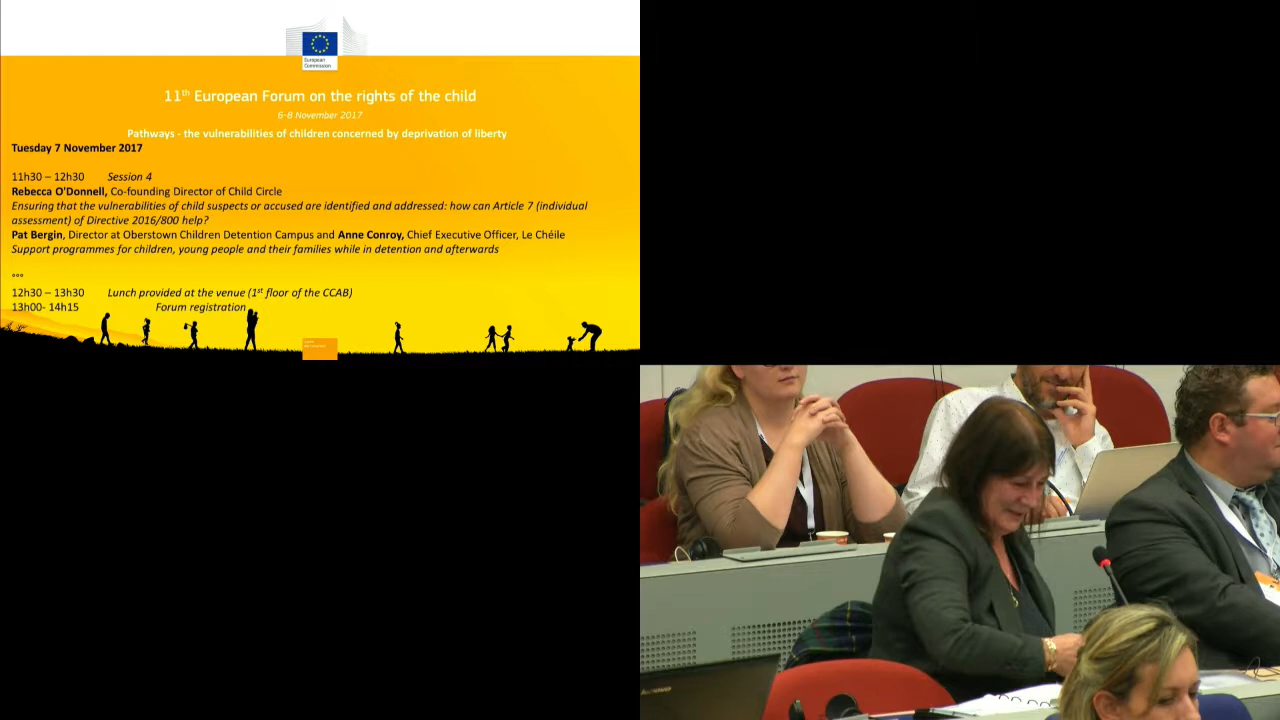 European
Commission
11th European Forum on the rights of the child
6-8 November 2017
Pathways - the vulnerabilities of children concerned by deprivation of liberty
Tuesday 7 November 2017
11h30 – 12h30 Session 4
Rebecca O'Donnell, Co-founding Director of Child Circle
Ensuring that the vulnerabilities of child suspects or accused are identified and addressed: how can Article 7 (individual
assessment) of Directive 2016/800 help?
Pat Bergin, Director at Oberstown Children Detention Campus and Anne Conroy, Chief Executive Officer, Le Chéile
Support programmes for children, young people and their families while in detention and afterwards
°°°
12h30 – 13h30 Lunch provided at the venue (1st floor of the CCAB)
13h00- 14h15 Forum registration